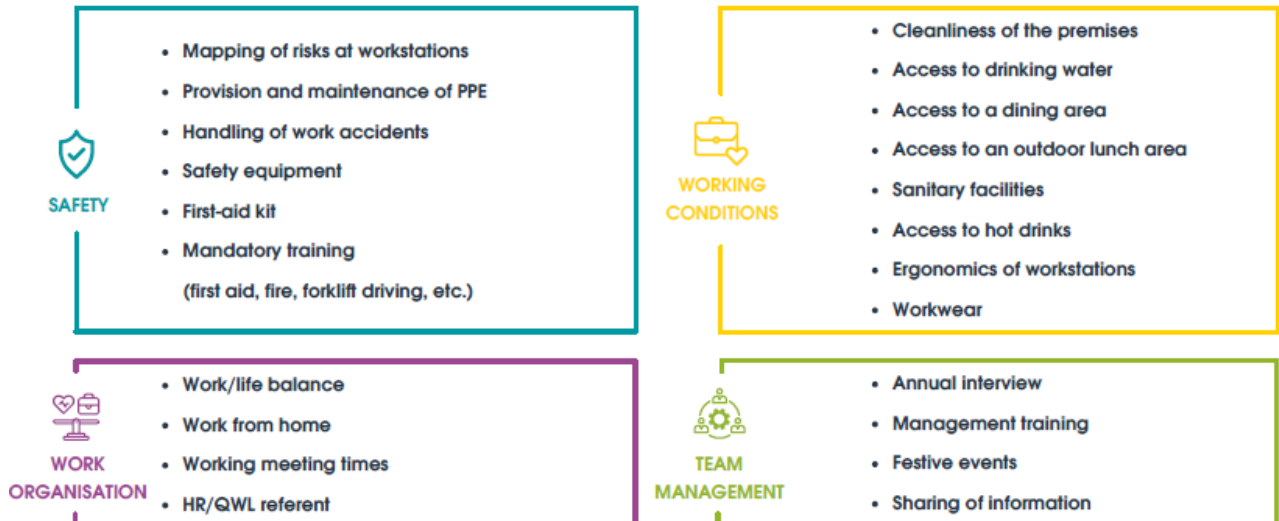 • Mapping of risks at workstations
• Provision and maintenance of PPE
• Handling of work accidents
• Safety equipment
• First-aid kit
• Mandatory training
(first aid, fire, forklift driving, etc.)
SAFETY
• Cleanliness of the premises
• Access to drinking water
• Access to a dining area
• Access to an outdoor lunch area
• Sanitary facilities
• Access to hot drinks
• Ergonomics of workstations
• Workwear
WORKING
CONDITIONS
• Work/life balance
• Work from home
• Working meeting times
• HR/QWL referent
WORK
ORGANISATION
• Annual interview
• Management training
• Festive events
• Sharing of information
TEAM
MANAGEMENT